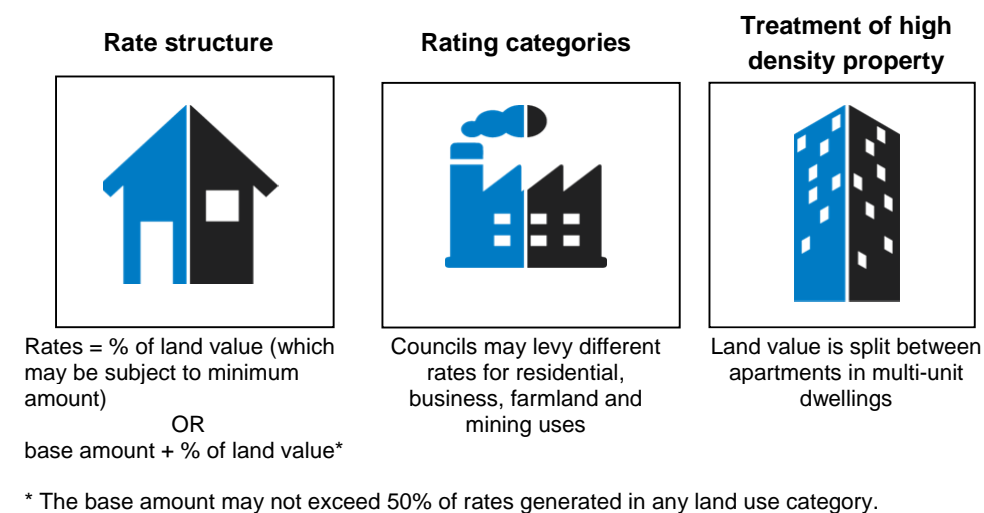 Rate structure
Rating categories
Treatment of high
density property
Rates = % of land value (which
may be subject to minimum
amount)
OR
base amount + % of land value*
Councils may levy different
rates for residential,
business, farmland and
mining uses
Land value is split between
apartments in multi-unit
dwellings
* The base amount may not exceed 50% of rates generated in any land use category.